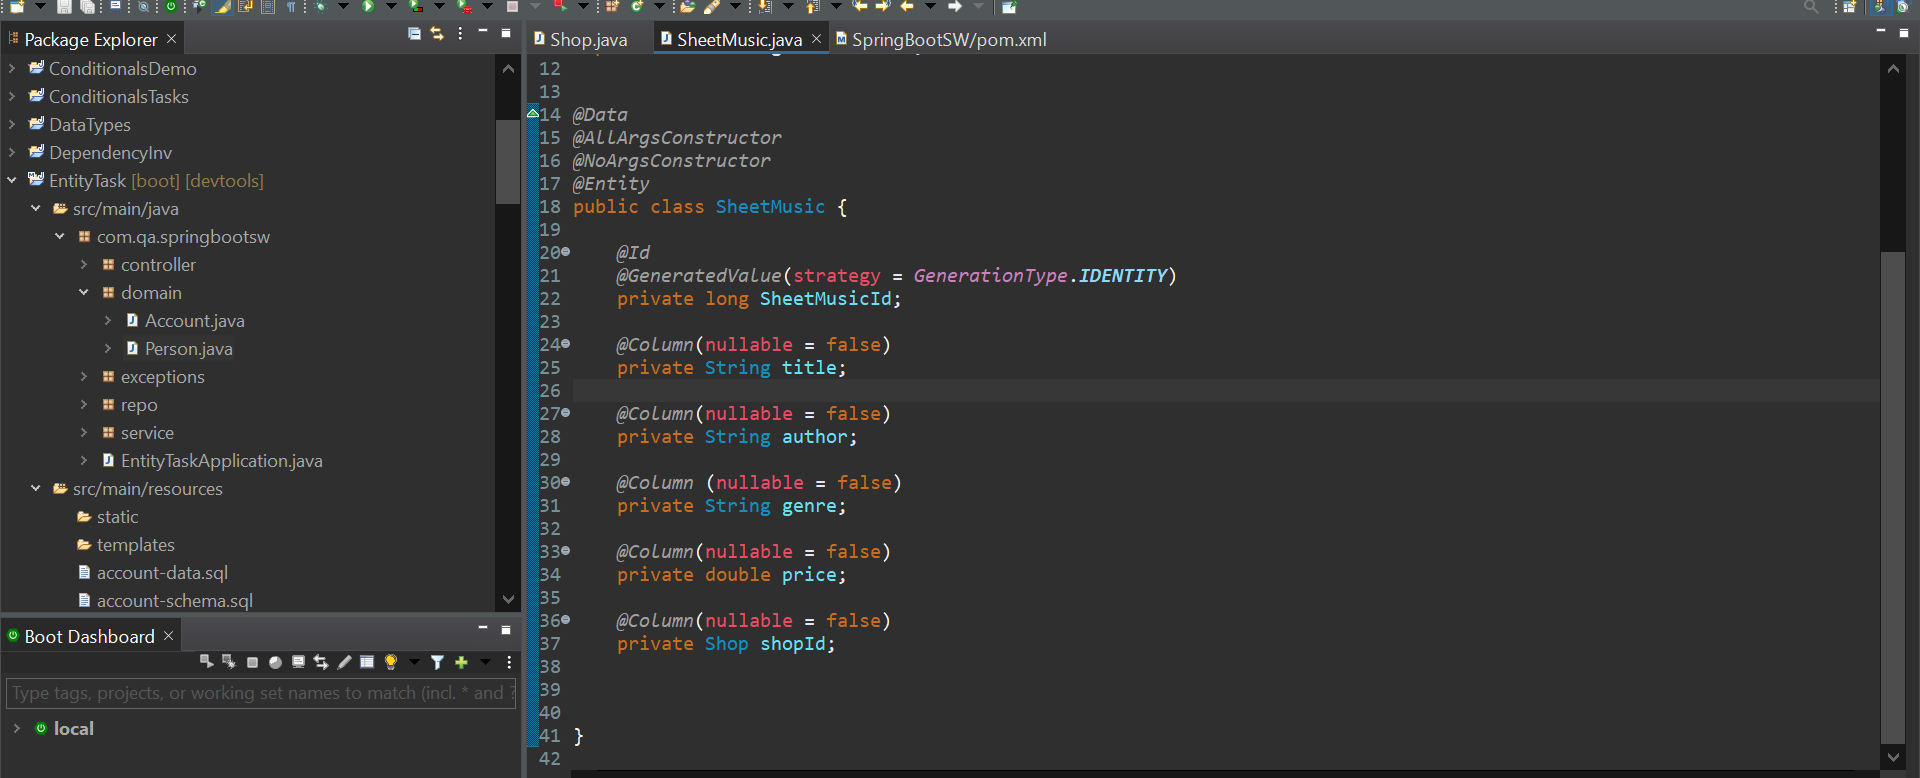 Package Explorer
ConditionalsDemo
ConditionalsTasks
DataTypes
DependencyInv
EntityTask [boot] [devtools]
src/main/java
com.qa.springbootsw
controller
domain
Account.java
Person.java
exceptions
repo
service
EntityTaskApplication.java
src/main/resources
static
templates
account-data.sql
account-schema.sql
Boot Dashboard
Type tags, projects, or working set names to match (incl. * and ?
local
Shop.java
SheetMusic.java
SpringBootSW/pom.xml
12
13
14 @Data
15 @AllArgsConstructor
16 @NoArgsConstructor
17 @Entity
18 public class SheetMusic {
19
20 @Id
21 @GeneratedValue(strategy = GenerationType.IDENTITY)
22 private long SheetMusicId;
23
24 @Column(nullable = false)
25 private String title;
26
27 @Column(nullable = false)
28 private String author;
29
30 @Column (nullable = false)
31 private String genre;
32
33 @Column(nullable = false)
34 private double price;
35
36 @Column(nullable = false)
37 private Shop shopId;
38
39
40
41 }
42